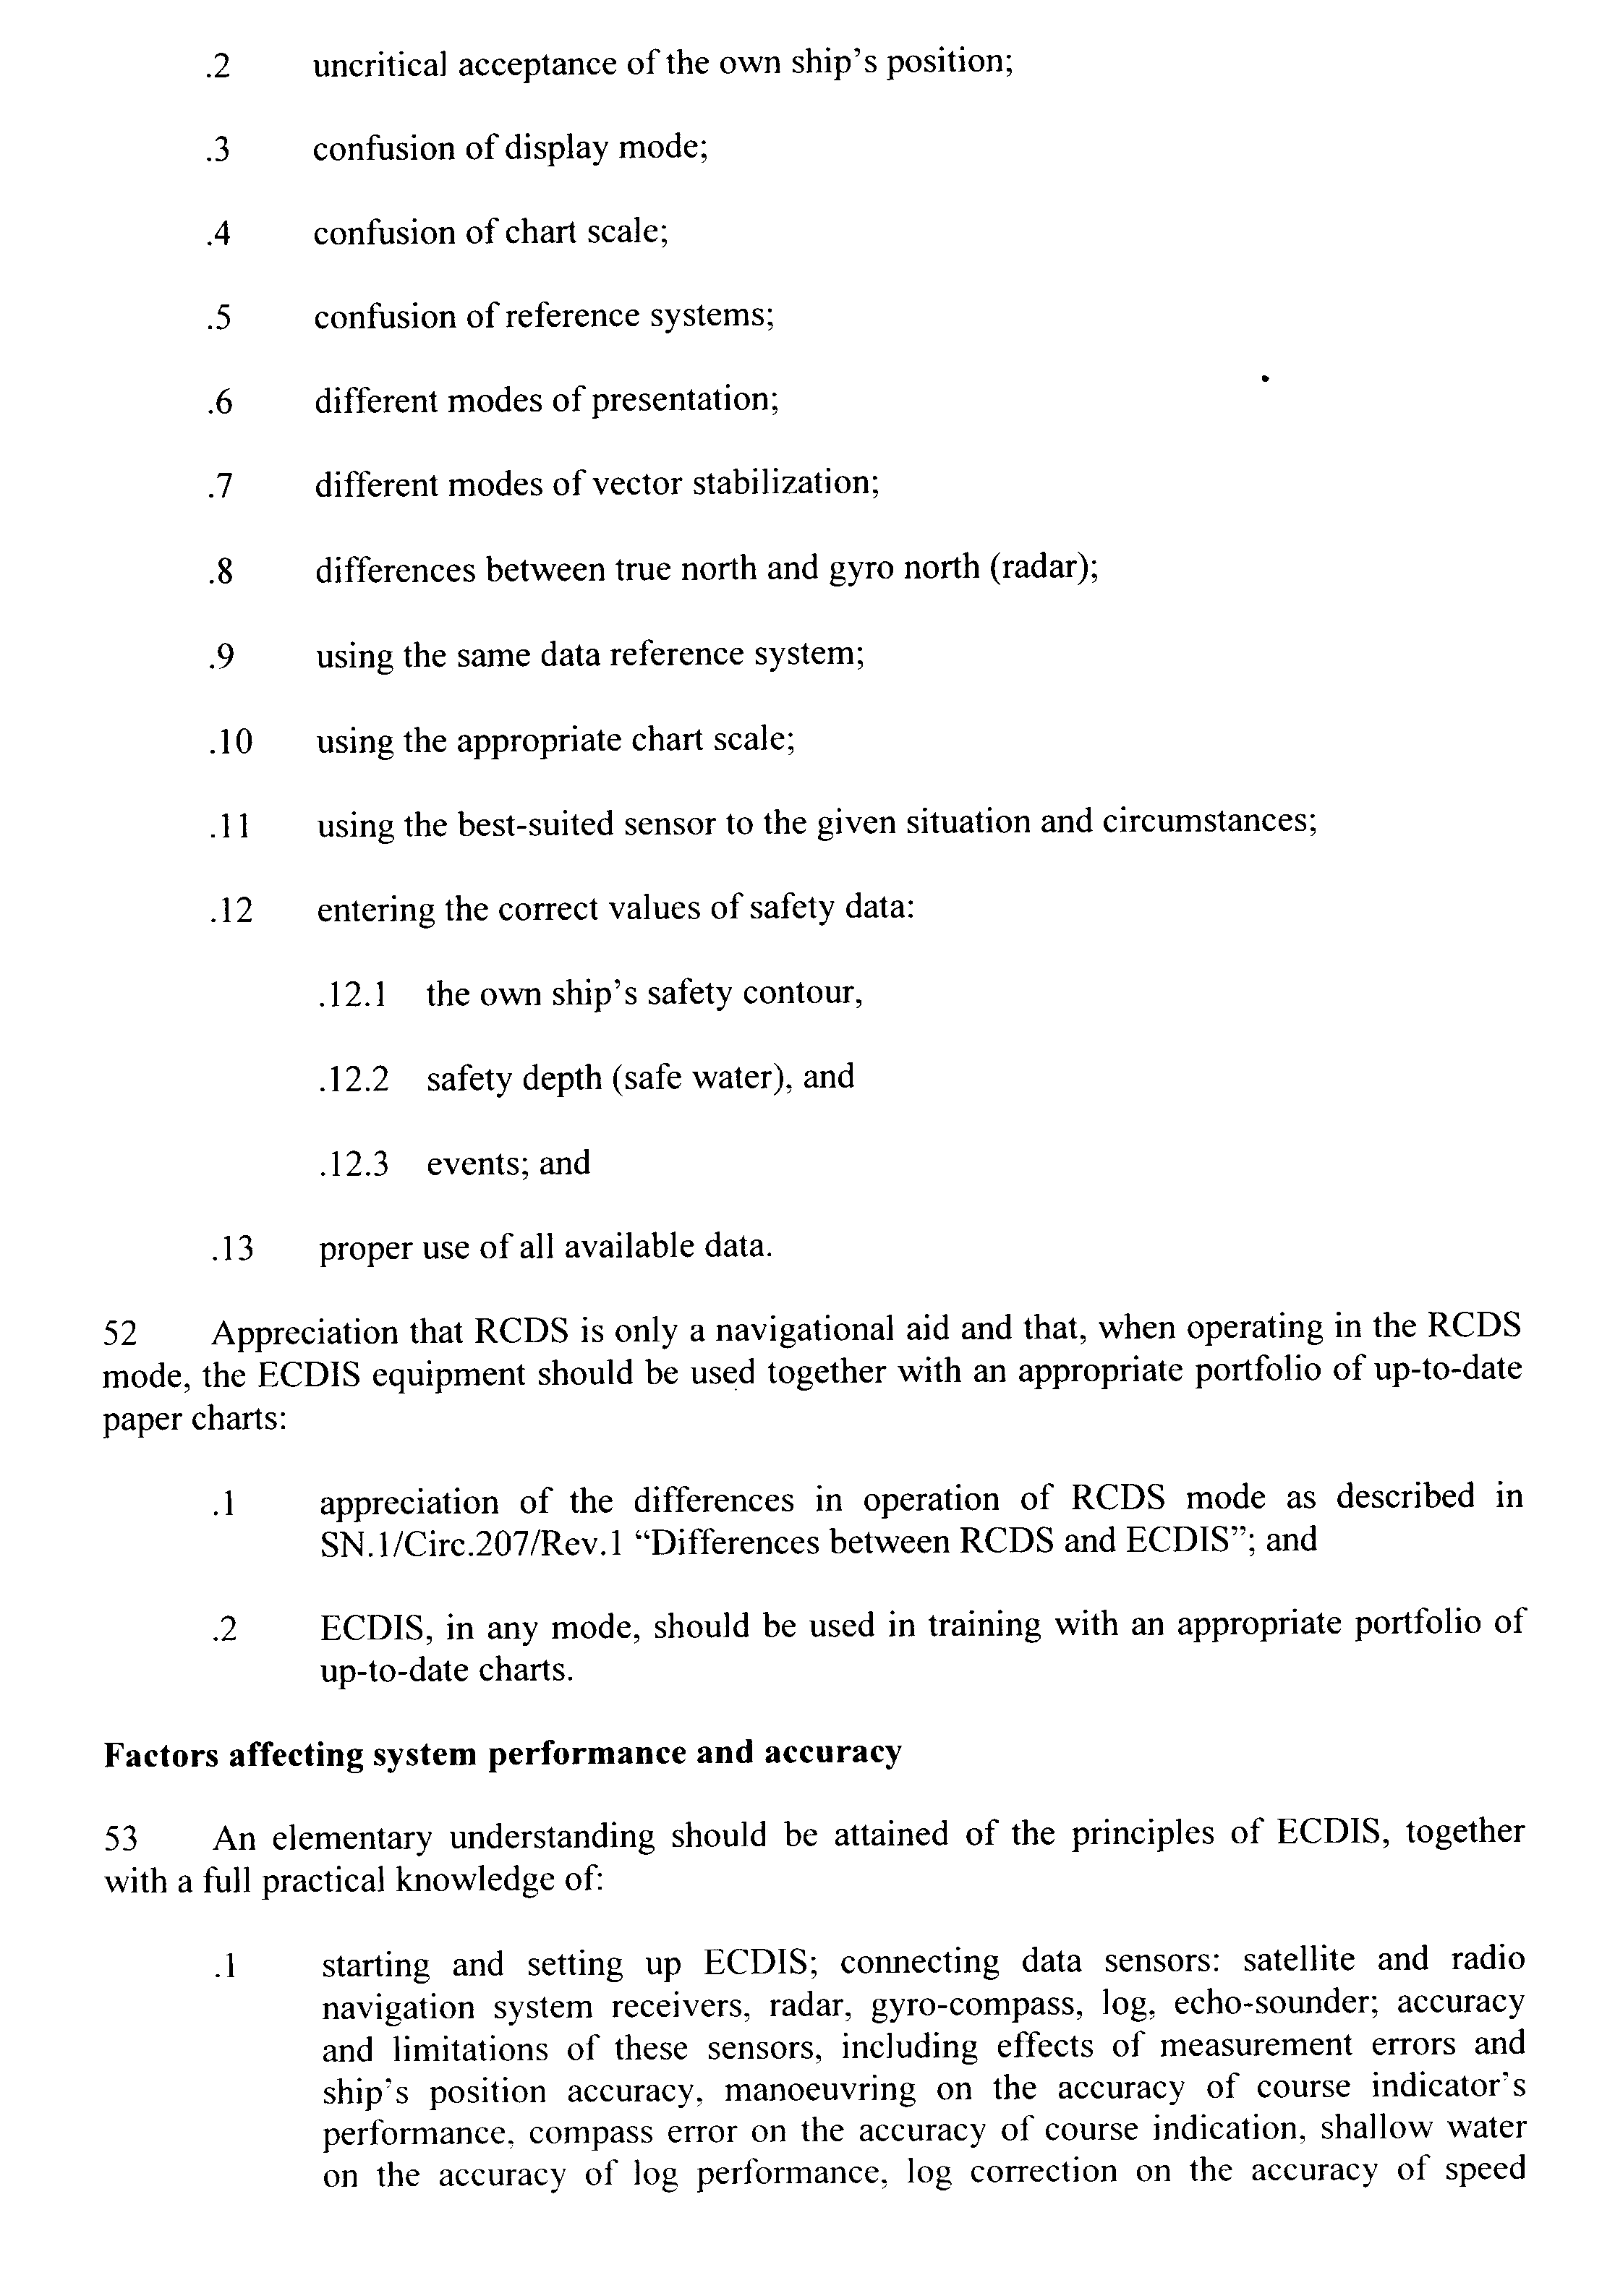 .2 uncritical acceptance of the own ship's position;
.3 confusion of display mode;
.4 confusion of chart scale;
.5 confusion of reference systems;
.6 different modes of presentation;
.7 different modes of vector stabilization;
.8 differences between true north and gyro north (radar);
.9 using the same data reference system;
.10 using the appropriate chart scale;
.11 using the best-suited sensor to the given situation and circumstances;
.12 entering the correct values of safety data:
.12.1 the own ship's safety contour,
.12.2 safety depth (safe water), and
.12.3 events; and
.13 proper use of all available data.
52 Appreciation that RCDS is only a navigational aid and that, when operating in the RCDS
mode, the ECDIS equipment should be used together with an appropriate portfolio of up-to-date
paper charts:
.1 appreciation of the differences in operation of RCDS mode as described in
SN.1/Circ.207/Rev.1 “Differences between RCDS and ECDIS”; and
.2 ECDIS, in any mode, should be used in training with an appropriate portfolio of
up-to-date charts.
Factors affecting system performance and accuracy
53 An elementary understanding should be attained of the principles of ECDIS, together
with a full practical knowledge of:
.1 starting and setting up ECDIS; connecting data sensors: satellite and radio
navigation system receivers, radar, gyro-compass, log, echo-sounder; accuracy
and limitations of these sensors, including effects of measurement errors and
ship's position accuracy, manoeuvring on the accuracy of course indicator's
performance, compass error on the accuracy of course indication, shallow water
on the accuracy of log performance, log correction on the accuracy of speed